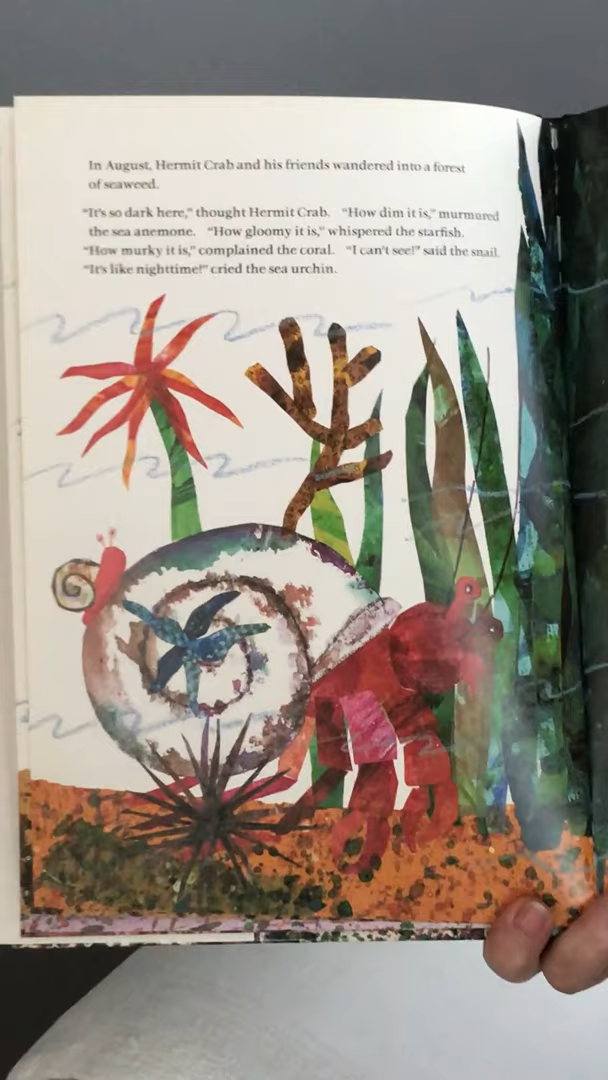 In August, Hermit Crab and his friends wandered into a forest
of seaweed.
"It's so dark here," thought Hermit Crab. "How dim it is," murmured
the sea anemone. "How gloomy it is," whispered the starfish.
"How murky it is," complained the coral. "I can't see!" said the snail.
"It's like nighttime!" cried the sea urchin.